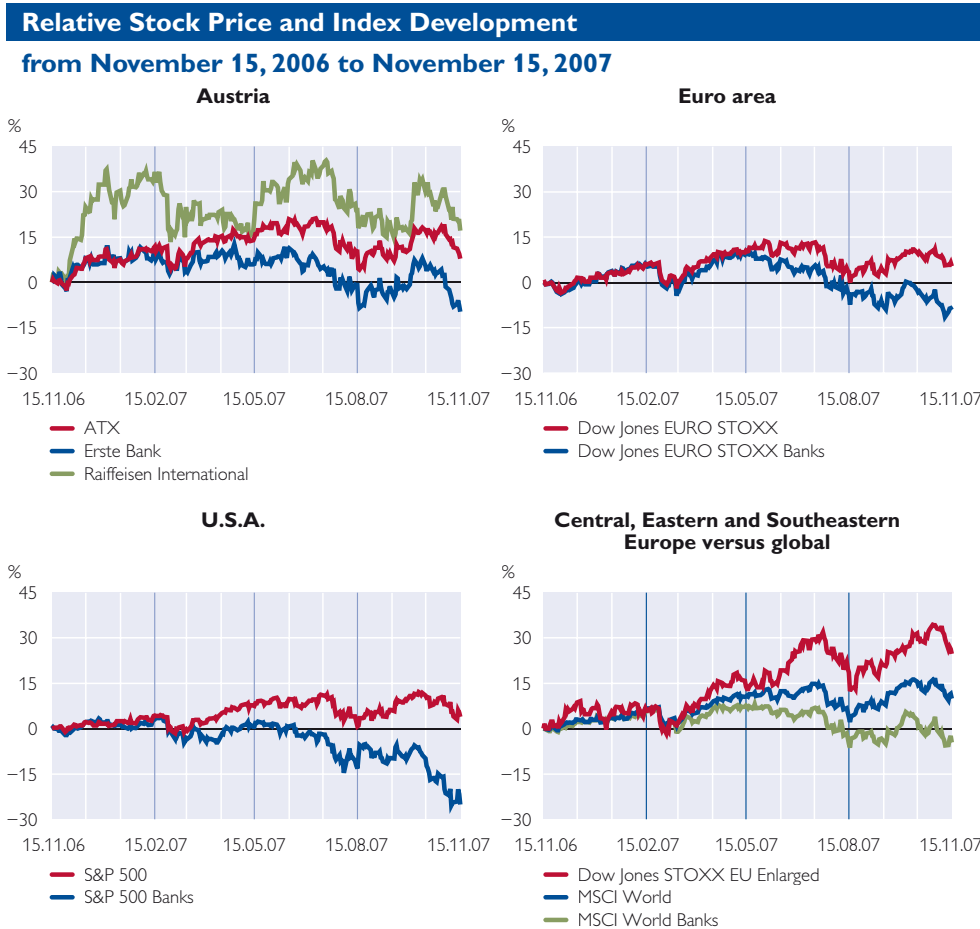 Relative Stock Price and Index Development
from November 15, 2006 to November 15, 2007
Austria
%
45
30
15
0
−15
−30
15.11.06 15.02.07 15.05.07 15.08.07 15.11.07
ATX
Erste Bank
Raiffeisen International
Euro area
%
45
30
15
0
−15
−30
15.11.06 15.02.07 15.05.07 15.08.07 15.11.07
Dow Jones EURO STOXX
Dow Jones EURO STOXX Banks
U.S.A.
%
45
30
15
0
−15
−30
15.11.06 15.02.07 15.05.07 15.08.07 15.11.07
S&P 500
S&P 500 Banks
Central, Eastern and Southeastern
Europe versus global
%
45
30
15
0
−15
−30
15.11.06 15.02.07 15.05.07 15.08.07 15.11.07
Dow Jones STOXX EU Enlarged
MSCI World
MSCI World Banks